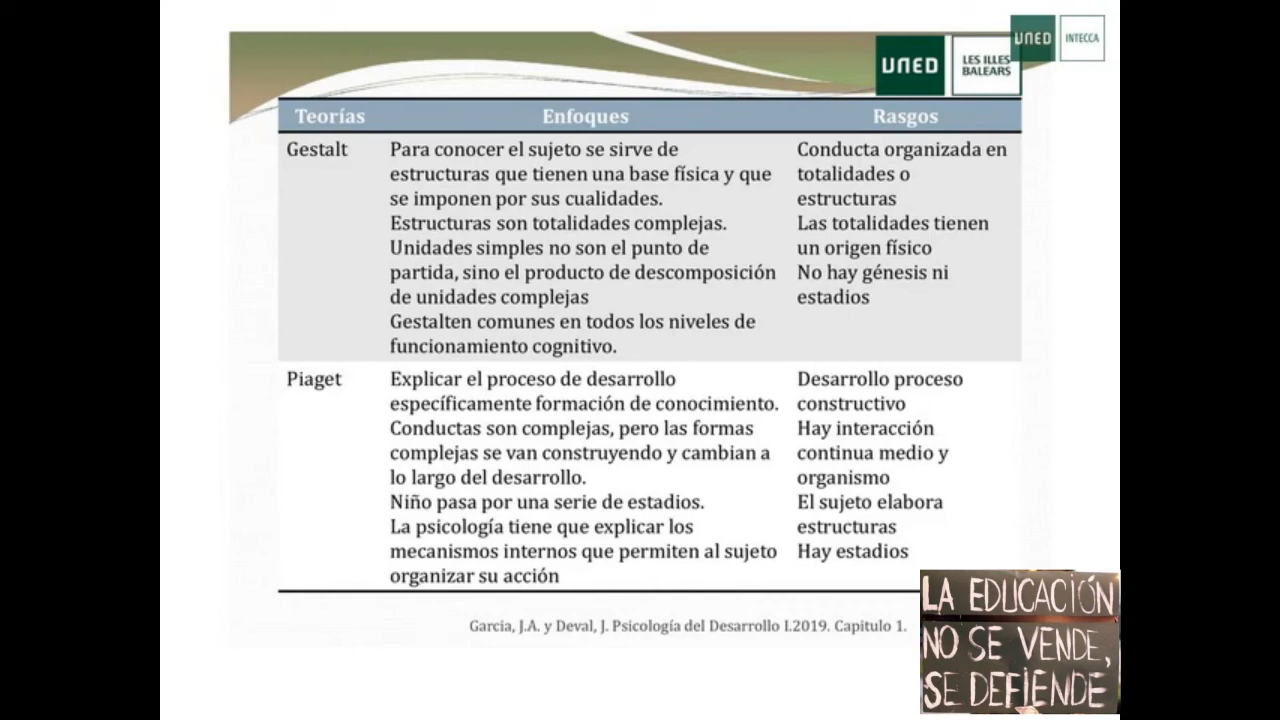 UNED
INTECCA
UNED
LES ILLES
BALEARS
Teorías
Enfoques
Rasgos
Gestalt
Para conocer el sujeto se sirve de
estructuras que tienen una base física y que
se imponen por sus cualidades.
Estructuras son totalidades complejas.
Unidades simples no son el punto de
partida, sino el producto de descomposición
de unidades complejas
Gestalten comunes en todos los niveles de
funcionamiento cognitivo.
Conducta organizada en
totalidades o
estructuras
Las totalidades tienen
un origen físico
No hay génesis ni
estadios
Piaget
Explicar el proceso de desarrollo
específicamente formación de conocimiento.
Conductas son complejas, pero las formas
complejas se van construyendo y cambian a
lo largo del desarrollo.
Niño pasa por una serie de estadios.
La psicología tiene que explicar los
mecanismos internos que permiten al sujeto
organizar su acción
Desarrollo proceso
constructivo
Hay interacción
continua medio y
organismo
El sujeto elabora
estructuras
Hay estadios
Garcia, J.A. y Deval, J. Psicología del Desarrollo I.2019. Capitulo 1.
LA EDUCACIÓN
NO SE VENDE,
SE DEFIENDE